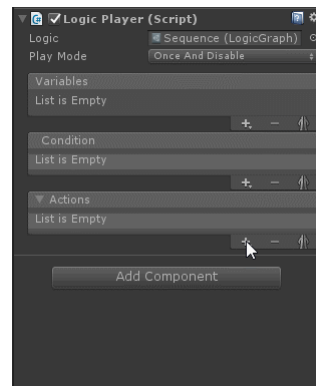 Logic Player (Script)
Logic Sequence (LogicGraph)
Play Mode Once And Disable
Variables
List is Empty
Condition
List is Empty
Actions
List is Empty
Add Component